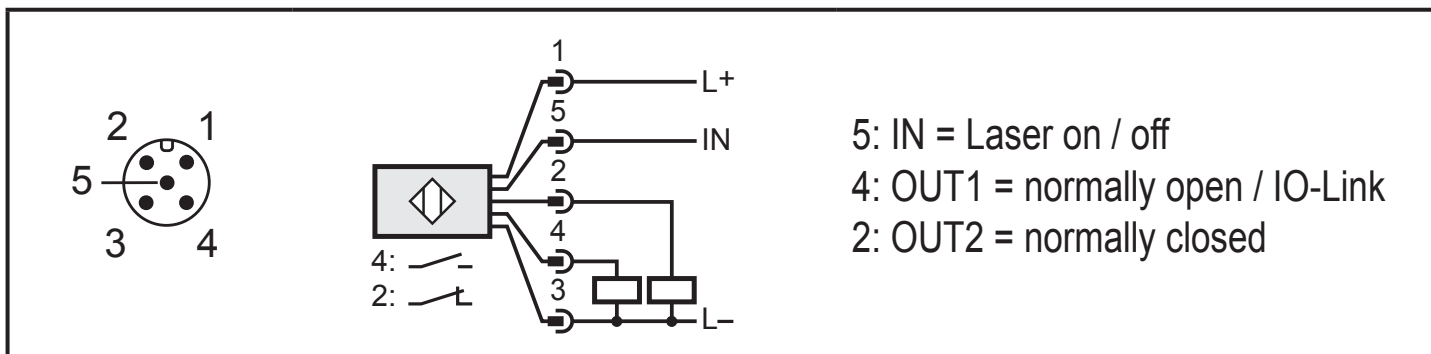 2 1
5
3 4
1
L+
5
IN
2
4
3
L–
4:
2:
5: IN = Laser on / off
4: OUT1 = normally open / IO-Link
2: OUT2 = normally closed